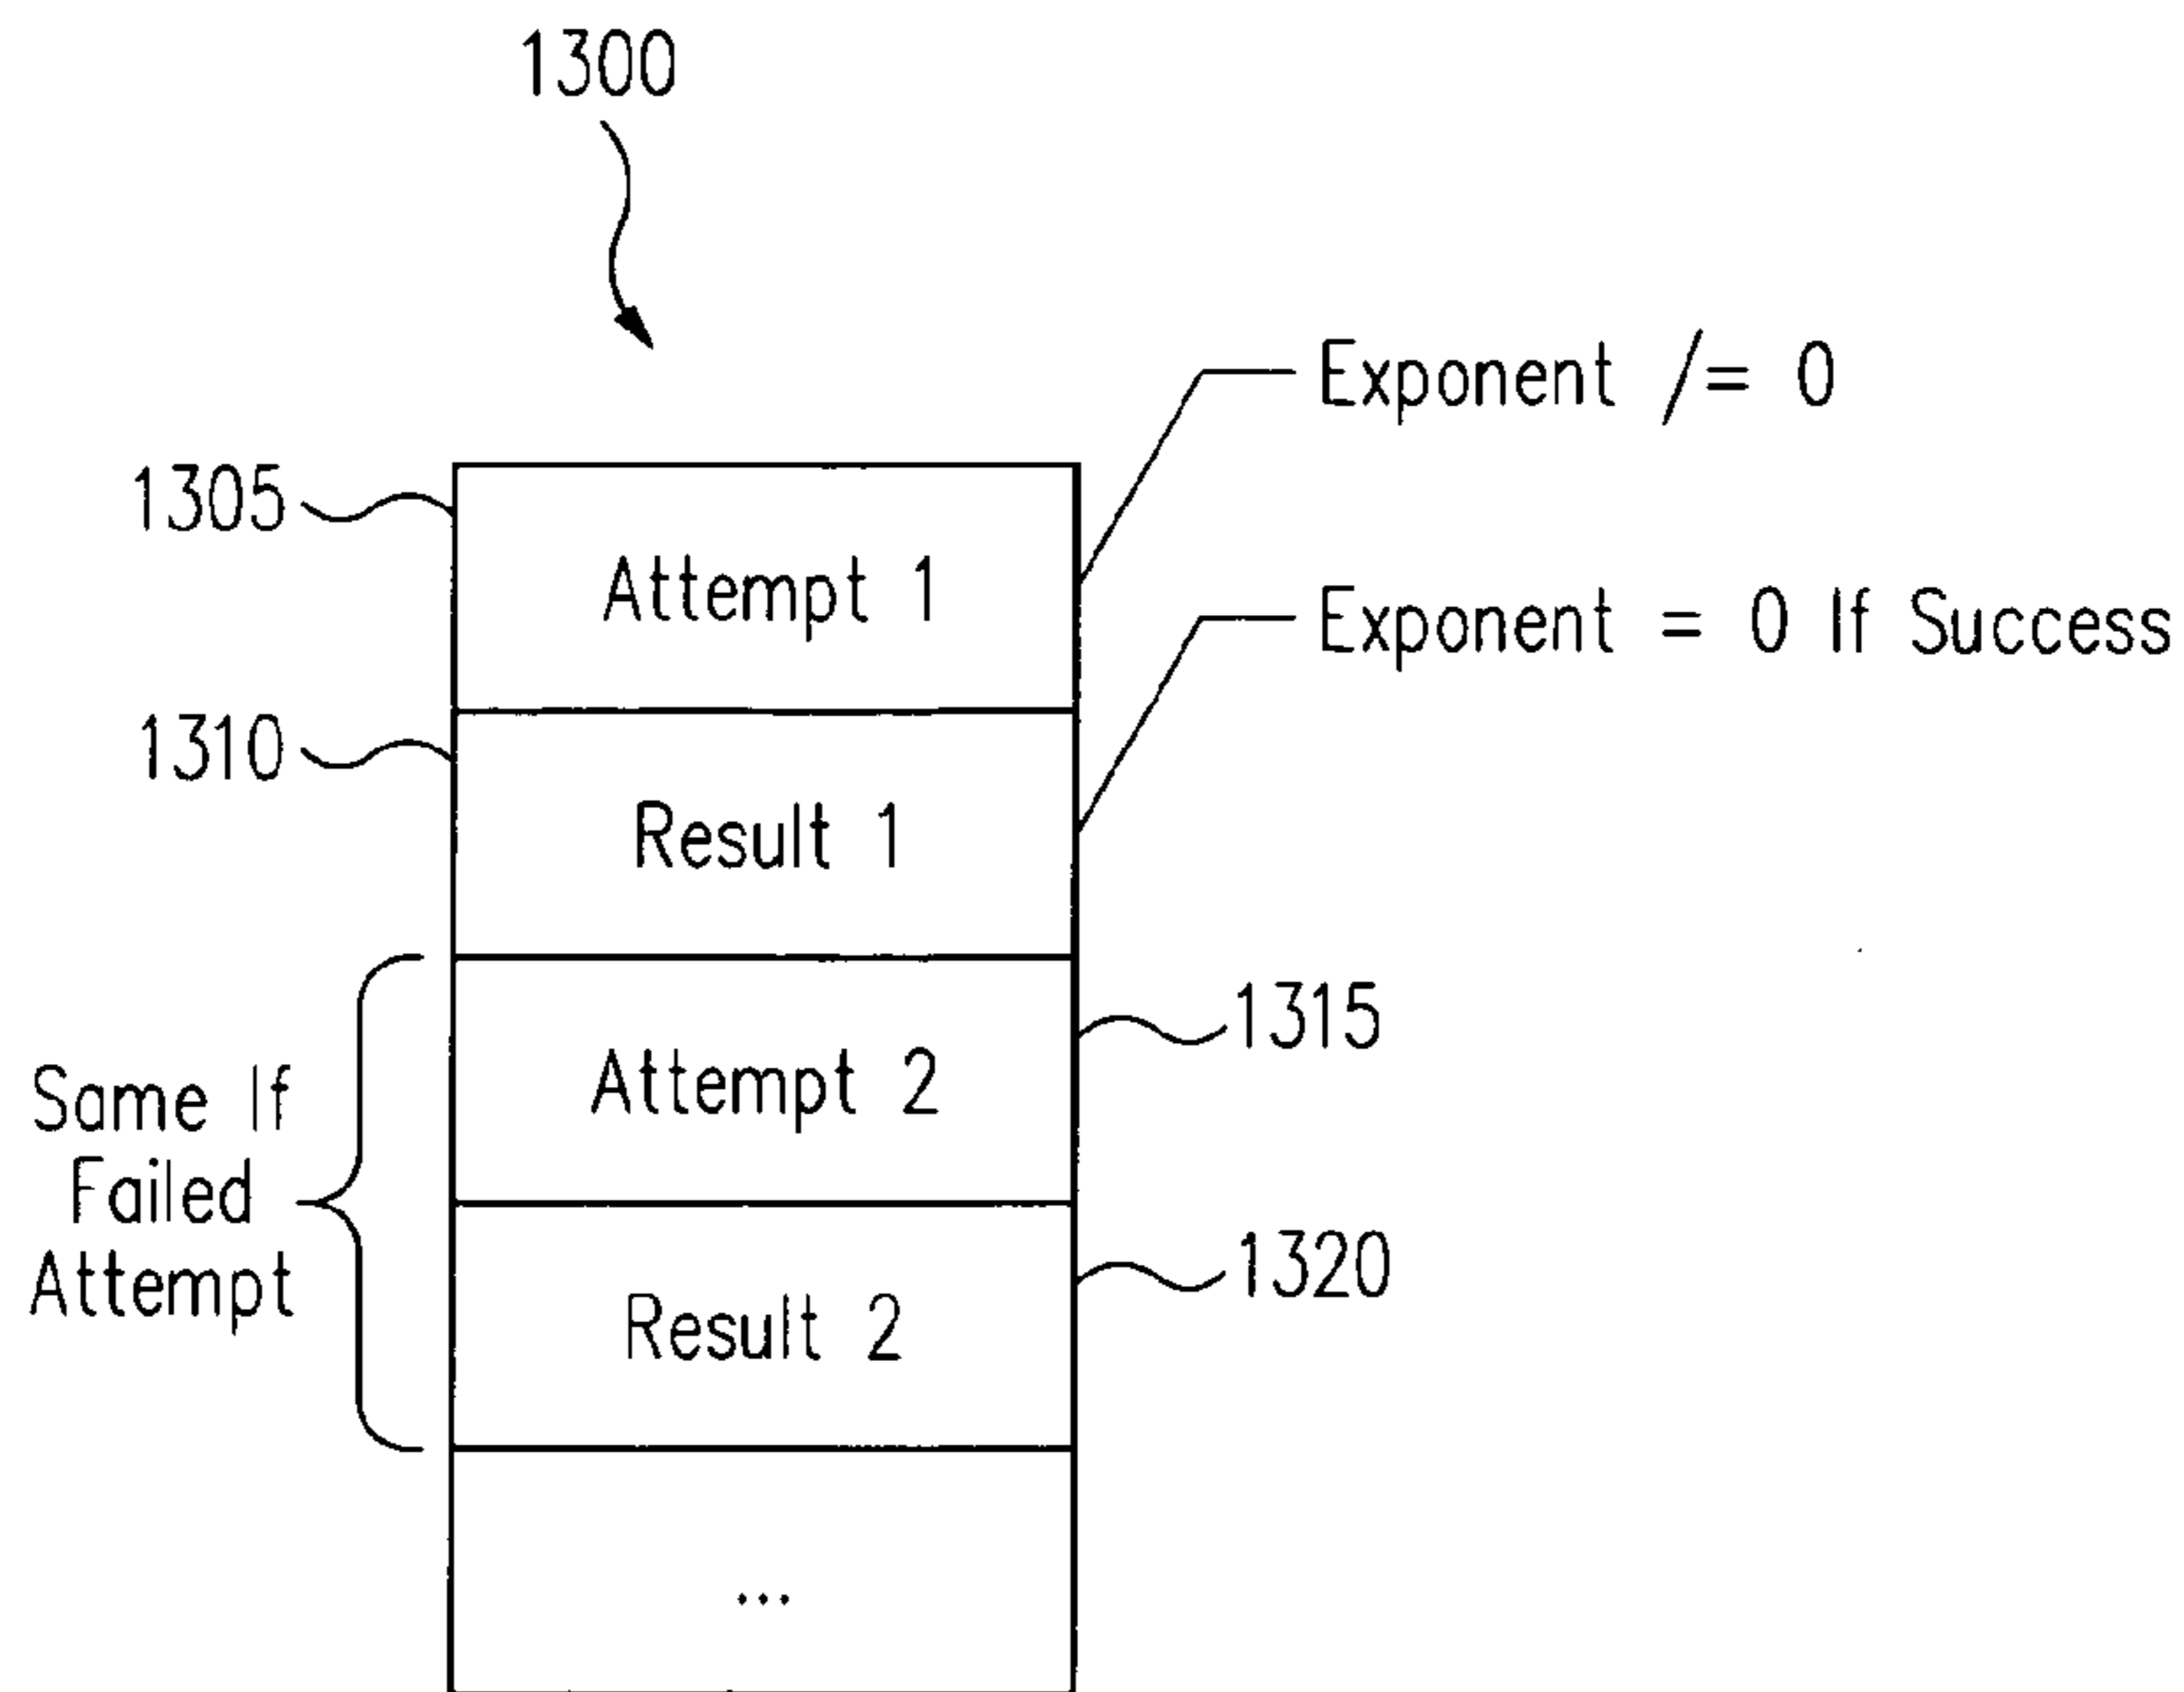 1300
Exponent /= 0
1305
Attempt 1
Exponent = 0 If Success
1310
Result 1
1315
Attempt 2
Same If
Failed
Attempt
1320
Result 2
...